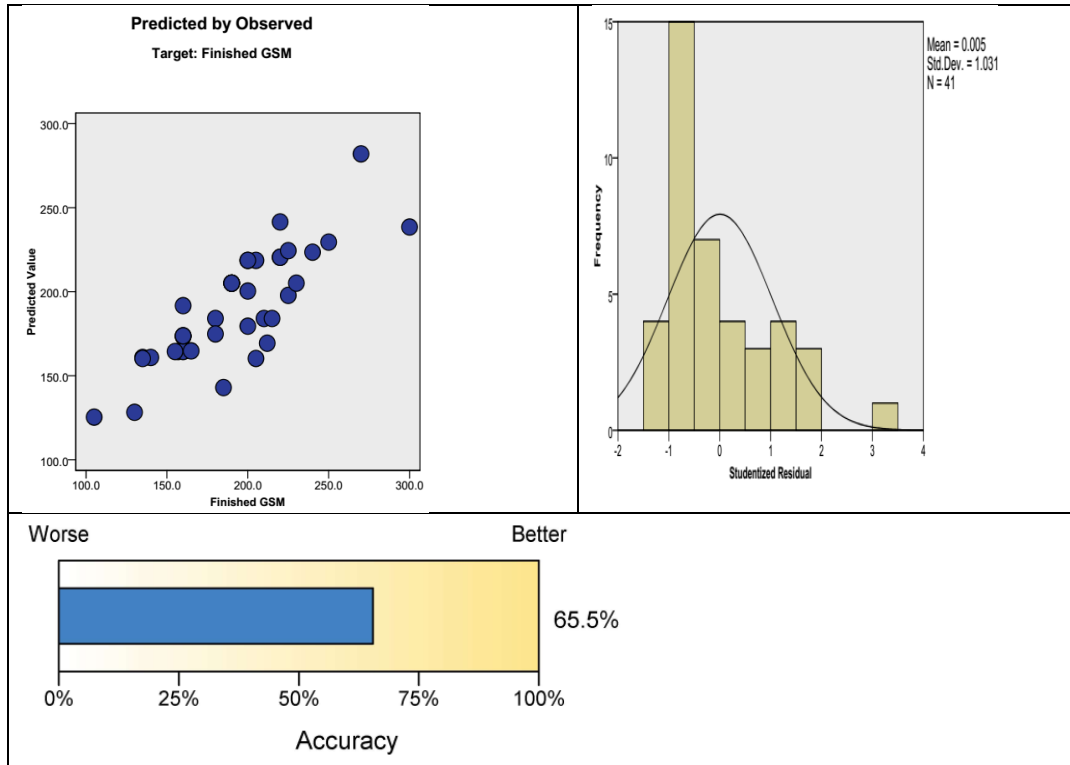 Predicted by Observed
Target: Finished GSM
300.0
250.0
200.0
150.0
100.0
Predicted Value
100.0 150.0 200.0 250.0 300.0
Finished GSM
Mean = 0.005
Std.Dev. = 1.031
N = 41
15
10
5
0
Frequency
-2 -1 0 1 2 3 4
Studentized Residual
Worse Better
65.5%
0% 25% 50% 75% 100%
Accuracy